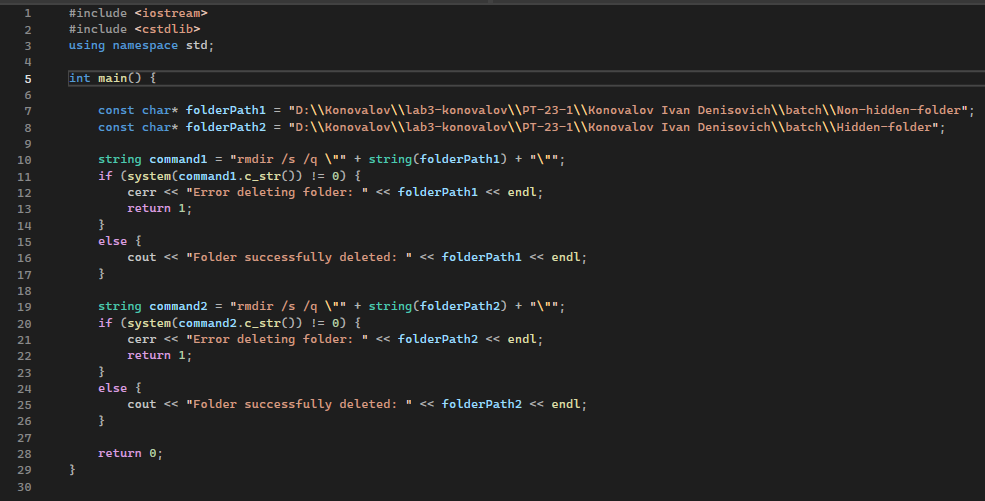 1 #include <iostream>
2 #include <cstdlib>
3 using namespace std;
4
5 int main() {
6
7     const char* folderPath1 = "D:\\Konovalov\\lab3-konovalov\\PT-23-1\\Konovalov Ivan Denisovich\\batch\\Non-hidden-folder";
8     const char* folderPath2 = "D:\\Konovalov\\lab3-konovalov\\PT-23-1\\Konovalov Ivan Denisovich\\batch\\Hidden-folder";
9
10     string command1 = "rmdir /s /q \"" + string(folderPath1) + "\"";
11     if (system(command1.c_str()) != 0) {
12         cerr << "Error deleting folder: " << folderPath1 << endl;
13         return 1;
14     }
15     else {
16         cout << "Folder successfully deleted: " << folderPath1 << endl;
17     }
18
19     string command2 = "rmdir /s /q \"" + string(folderPath2) + "\"";
20     if (system(command2.c_str()) != 0) {
21         cerr << "Error deleting folder: " << folderPath2 << endl;
22         return 1;
23     }
24     else {
25         cout << "Folder successfully deleted: " << folderPath2 << endl;
26     }
27
28     return 0;
29 }
30